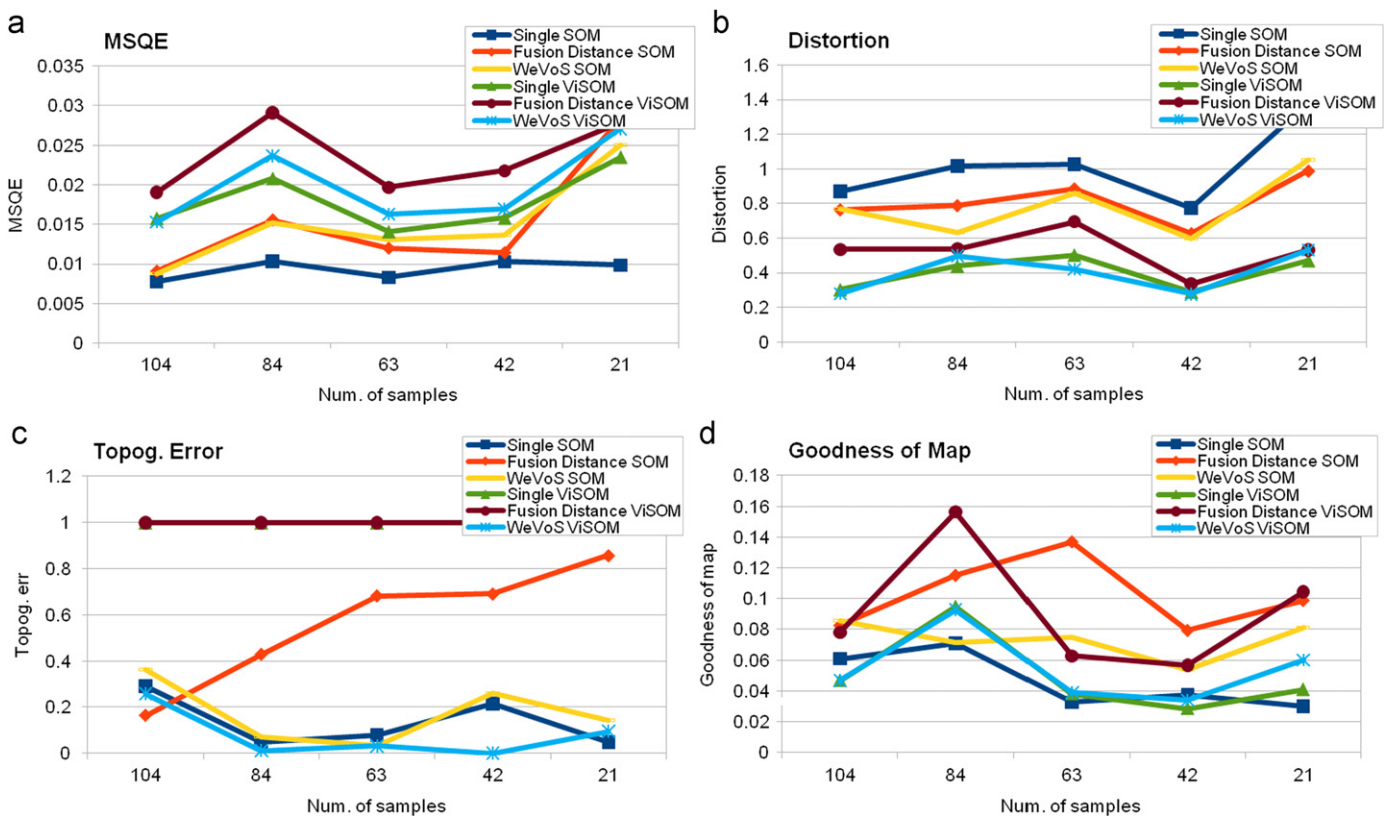 a
MSQE
Single SOM
Fusion Distance SOM
WeVoS SOM
Single ViSOM
Fusion Distance ViSOM
WeVoS ViSOM
0.035
0.03
0.025
0.02
0.015
0.01
0.005
0
MSQE
104 84 63 42 21
Num. of samples
b
Distortion
Single SOM
Fusion Distance SOM
WeVoS SOM
Single ViSOM
Fusion Distance ViSOM
WeVoS ViSOM
1.6
1.4
1.2
1
0.8
0.6
0.4
0.2
0
Distortion
104 84 63 42 21
Num. of samples
c
Topog. Error
Single SOM
Fusion Distance SOM
WeVoS SOM
Single ViSOM
Fusion Distance ViSOM
WeVoS ViSOM
1.2
1
0.8
0.6
0.4
0.2
0
Topog. err
104 84 63 42 21
Num. of samples
d
Goodness of Map
Single SOM
Fusion Distance SOM
WeVoS SOM
Single ViSOM
Fusion Distance ViSOM
WeVoS ViSOM
0.18
0.16
0.14
0.12
0.1
0.08
0.06
0.04
0.02
0
Goodness of map
104 84 63 42 21
Num. of samples